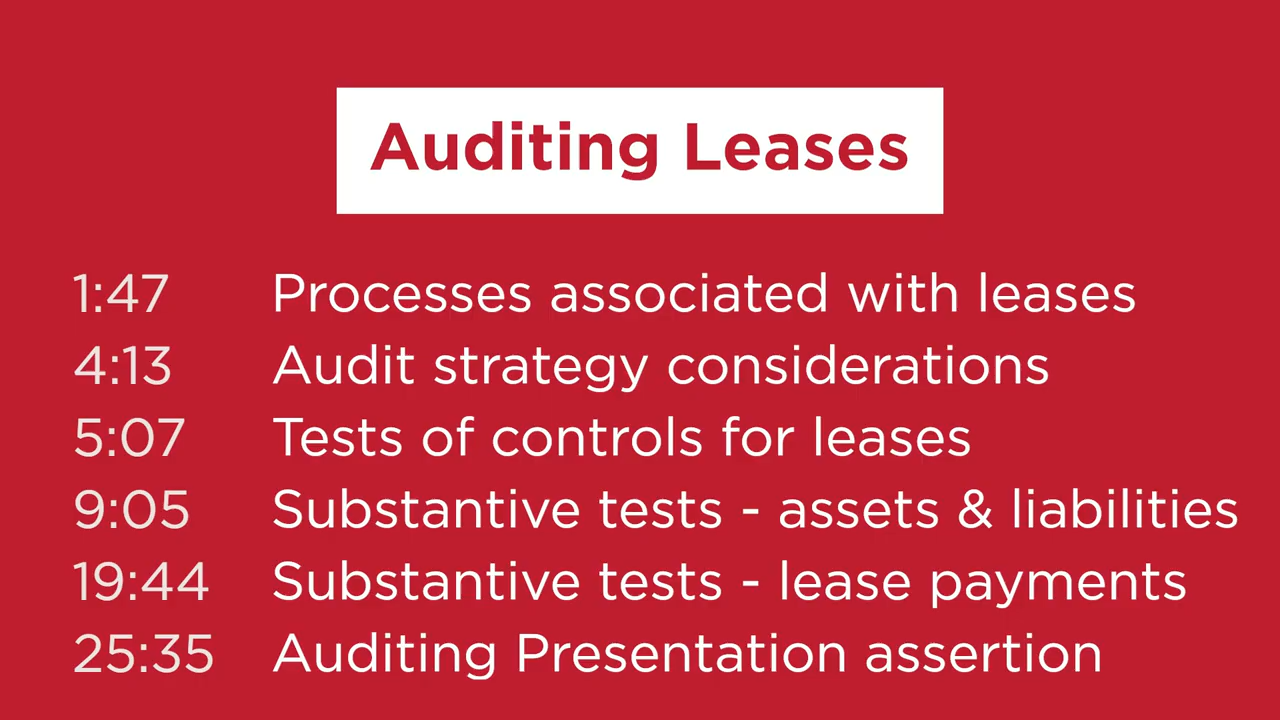 Auditing Leases
1:47 Processes associated with leases
4:13 Audit strategy considerations
5:07 Tests of controls for leases
9:05 Substantive tests - assets & liabilities
19:44 Substantive tests - lease payments
25:35 Auditing Presentation assertion